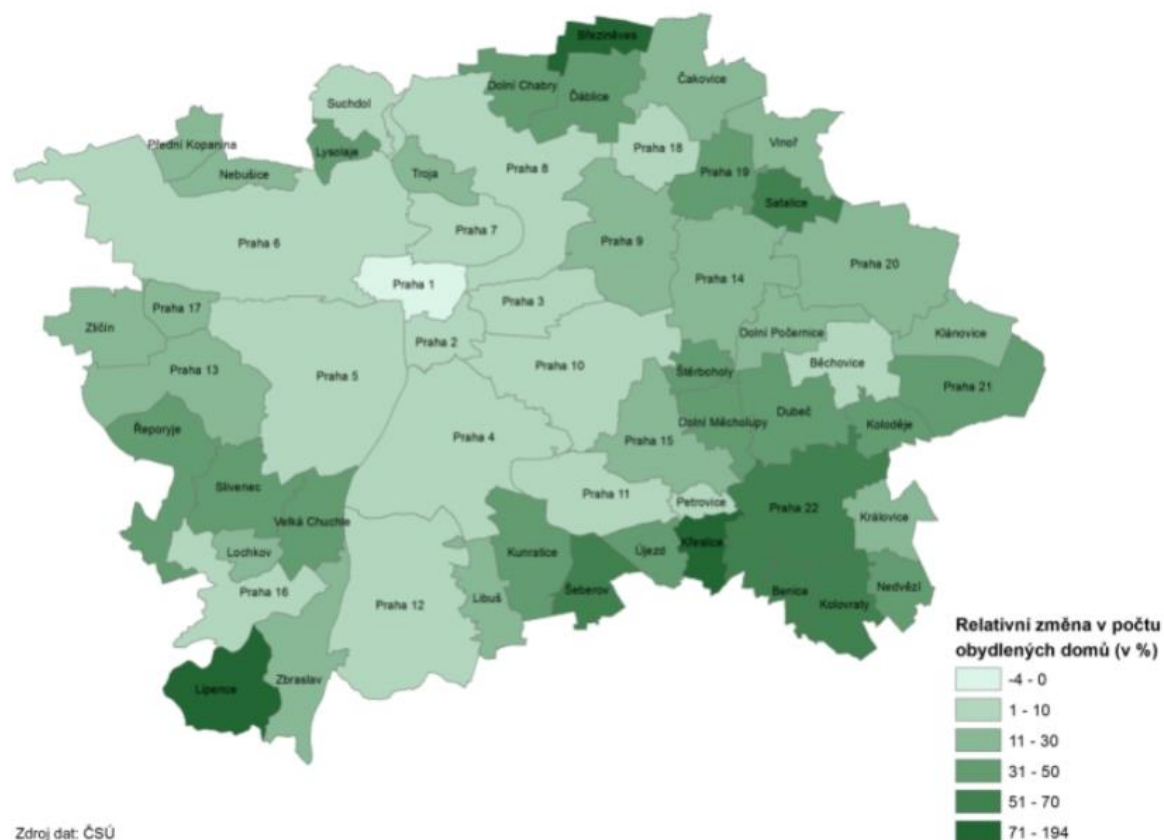 Březiněves
Dolní Chabry
Ďáblice
Čakovice
Suchdol
Přední Kopanina
Lysolaje
Nebušice
Troja
Praha 8
Praha 18
Praha 19
Vinoř
Satalice
Praha 6
Praha 7
Praha 9
Praha 14
Praha 20
Praha 1
Praha 3
Praha 2
Praha 17
Zličín
Praha 13
Praha 5
Praha 10
Dolní Počernice
Klánovice
Běchovice
Štěrboholy
Praha 21
Dubeč
Dolní Měcholupy
Koloděje
Řeporyje
Praha 4
Praha 15
Slivenec
Velká Chuchle
Praha 11
Petrovice
Praha 22
Královice
Lochkov
Kunratice
Újezd
Křeslice
Praha 16
Praha 12
Libuš
Šeberov
Benice
Kolovraty
Nedvězí
Lipence
Zbraslav
Relativní změna v počtu
obydlených domů (v %)
-4 - 0
1 - 10
11 - 30
31 - 50
51 - 70
71 - 194
Zdroj dat: ČSÚ